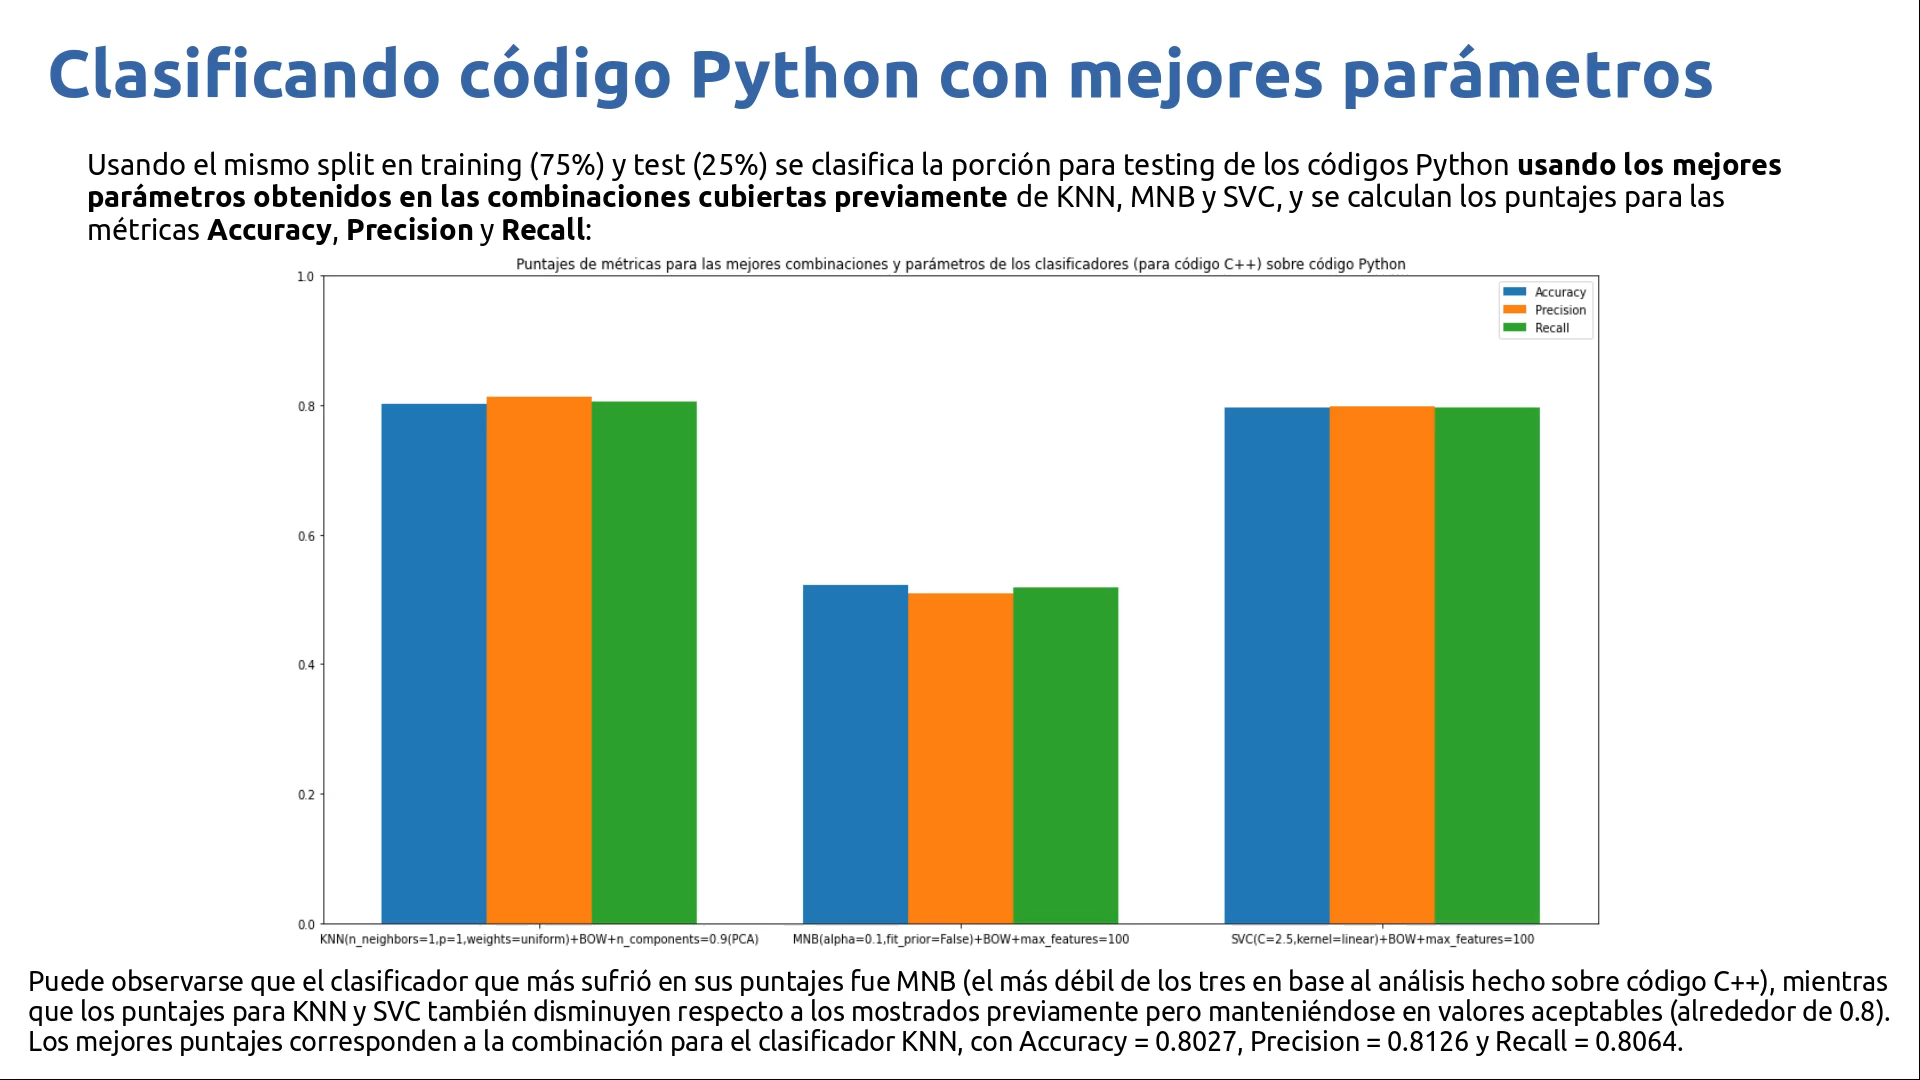 Clasificando código Python con mejores parámetros
Usando el mismo split en training (75%) y test (25%) se clasifica la porción para testing de los códigos Python usando los mejores
parámetros obtenidos en las combinaciones cubiertas previamente de KNN, MNB y SVC, y se calculan los puntajes para las
métricas Accuracy, Precision y Recall:
Puntajes de métricas para las mejores combinaciones y parámetros de los clasificadores (para código C++) sobre código Python
1.0
0.8
0.6
0.4
0.2
0.0
Accuracy
Precision
Recall
KNN(n_neighbors=1,p=1,weights=uniform)+BOW+n_components=0.9(PCA)
MNB(alpha=0.1,fit_prior=False)+BOW+max_features=100
SVC(C=2.5,kernel=linear)+BOW+max_features=100
Puede observarse que el clasificador que más sufrió en sus puntajes fue MNB (el más débil de los tres en base al análisis hecho sobre código C++), mientras
que los puntajes para KNN y SVC también disminuyen respecto a los mostrados previamente pero manteniéndose en valores aceptables (alrededor de 0.8).
Los mejores puntajes corresponden a la combinación para el clasificador KNN, con Accuracy = 0.8027, Precision = 0.8126 y Recall = 0.8064.